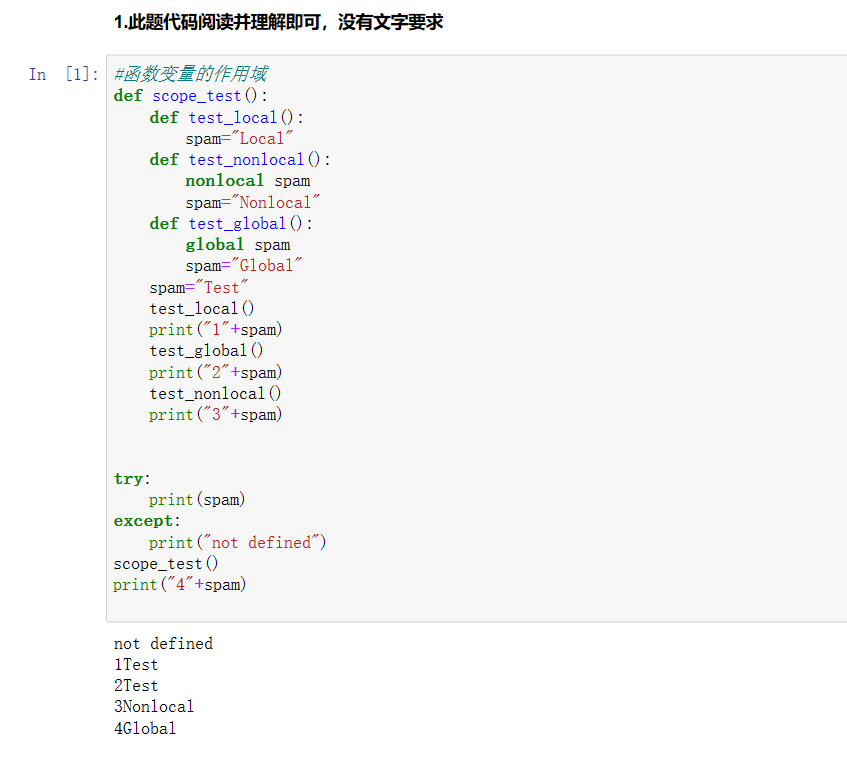 1.此题代码阅读并理解即可，没有文字要求
In [1]:
#函数变量的作用域
def scope_test():
    def test_local():
        spam="Local"
    def test_nonlocal():
        nonlocal spam
        spam="Nonlocal"
    def test_global():
        global spam
        spam="Global"
    spam="Test"
    test_local()
    print("1"+spam)
    test_global()
    print("2"+spam)
    test_nonlocal()
    print("3"+spam)
try:
    print(spam)
except:
    print("not defined")
scope_test()
print("4"+spam)
not defined
1Test
2Test
3Nonlocal
4Global